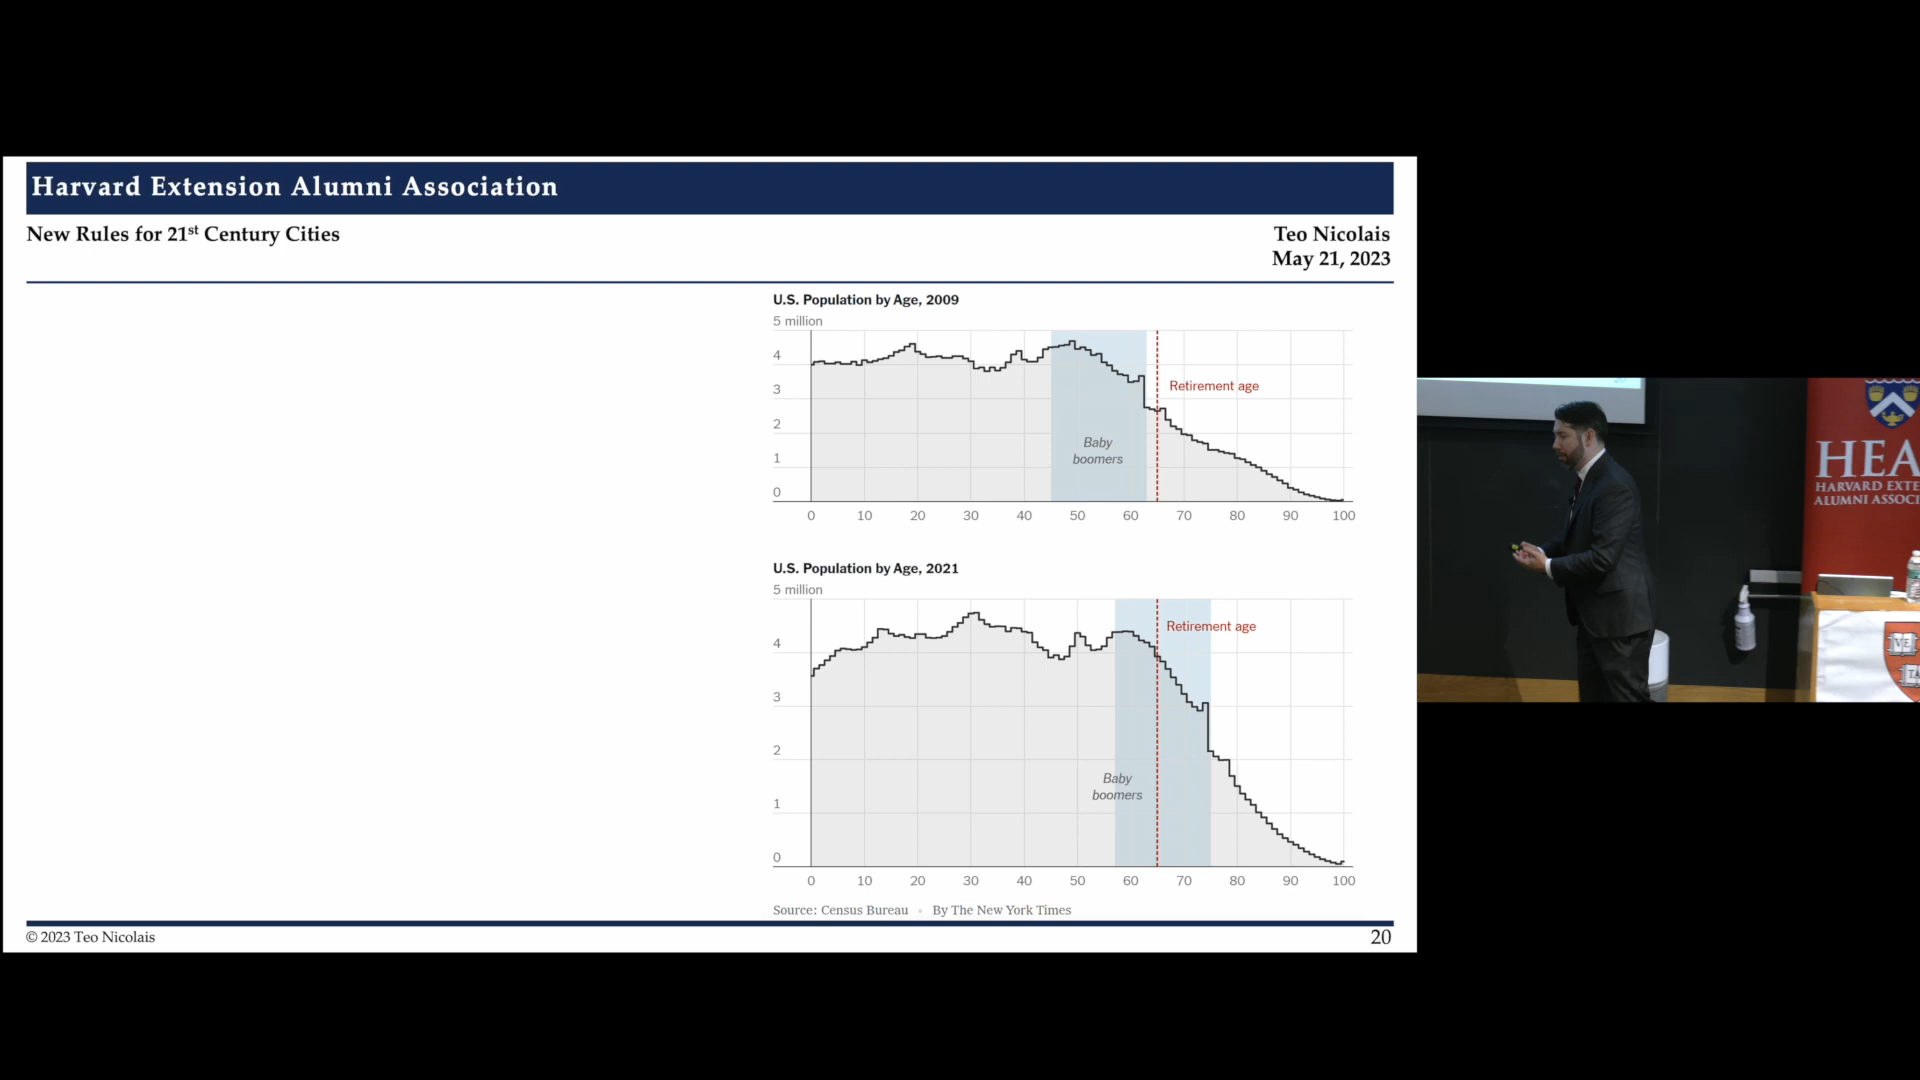 Harvard Extension Alumni Association
New Rules for 21st Century Cities
Teo Nicolais
May 21, 2023
U.S. Population by Age, 2009
5 million
4
3
2
1
0
Retirement age
Baby
boomers
0 10 20 30 40 50 60 70 80 90 100
U.S. Population by Age, 2021
5 million
4
3
2
1
0
Retirement age
Baby
boomers
0 10 20 30 40 50 60 70 80 90 100
Source: Census Bureau • By The New York Times
© 2023 Teo Nicolais
20
HEA
HARVARD EXTE
ALUMNI ASSOCI
VE
TA